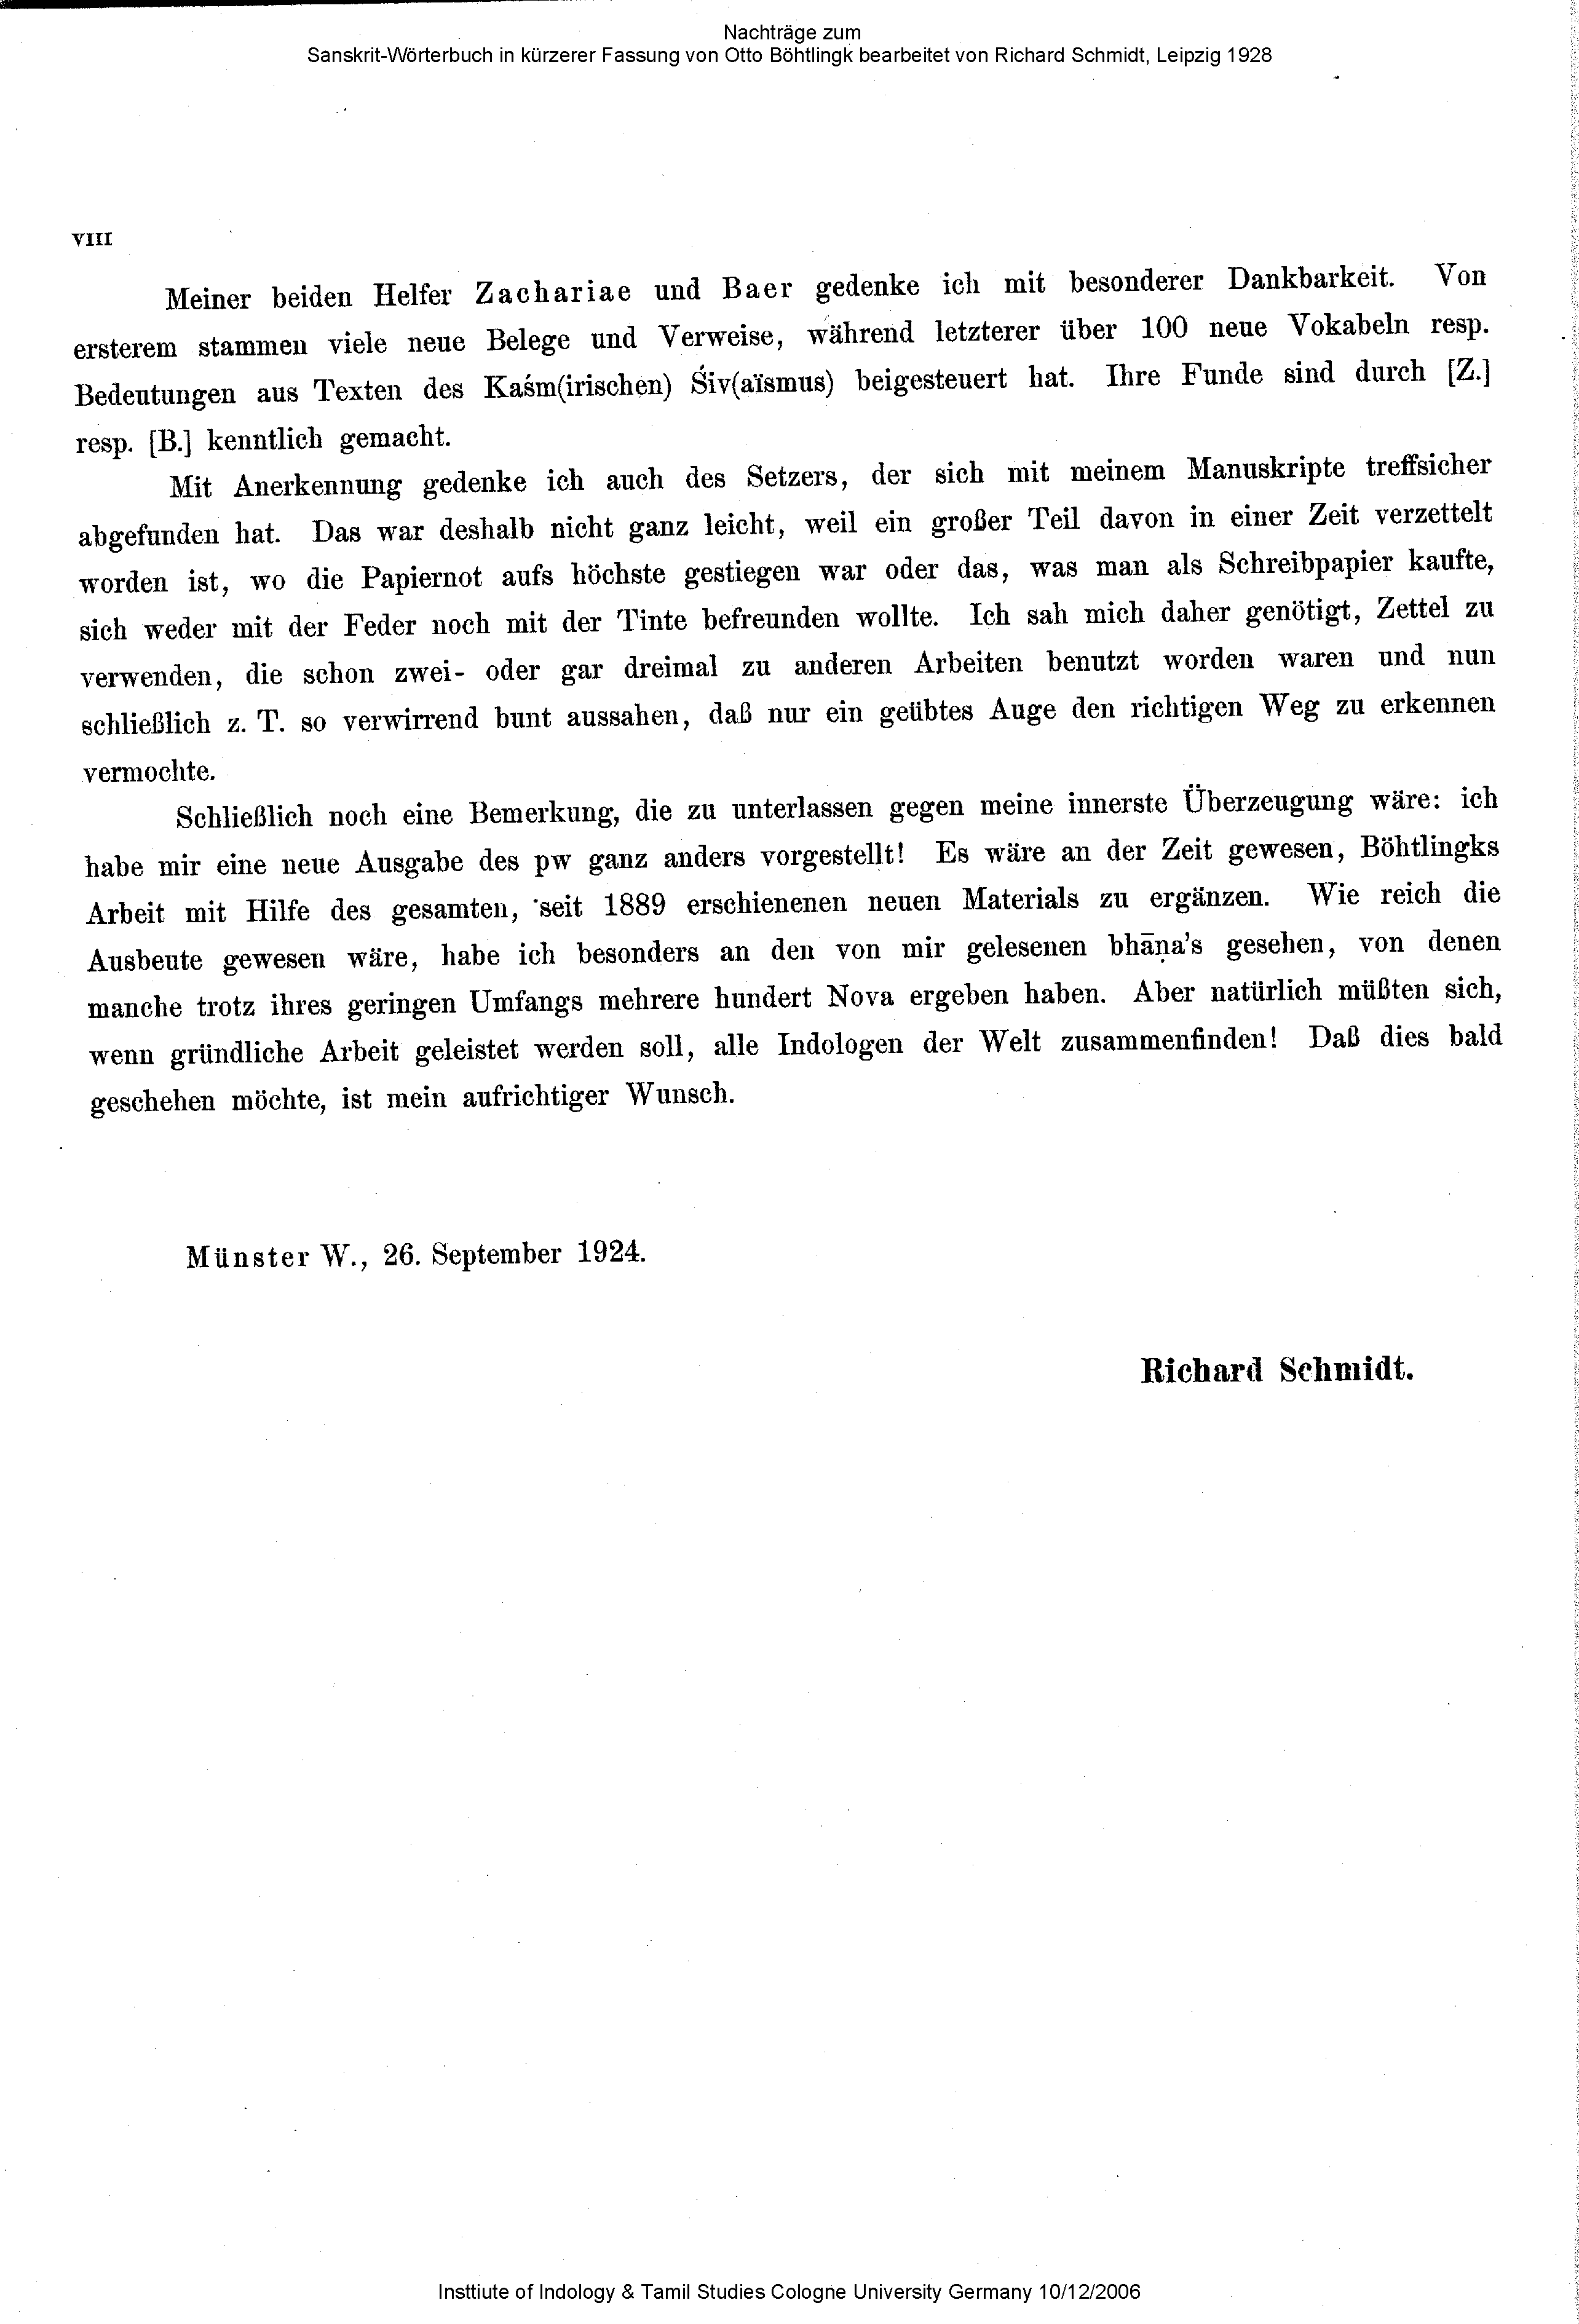 Nachträge zum
Sanskrit-Wörterbuch in kürzerer Fassung von Otto Böhtlingk bearbeitet von Richard Schmidt, Leipzig 1928
VIII
Meiner beiden Helfer Zachariae und Baer gedenke ich mit besonderer Dankbarkeit. Von
ersterem stammen viele neue Belege und Verweise, während letzterer über 100 neue Vokabeln resp.
Bedeutungen aus Texten des Kaśm(irischen) Śiv(aïsmus) beigesteuert hat. Ihre Funde sind durch [Z.]
resp. [B.] kenntlich gemacht.
Mit Anerkennung gedenke ich auch des Setzers, der sich mit meinem Manuskripte treffsicher
abgefunden hat. Das war deshalb nicht ganz leicht, weil ein großer Teil davon in einer Zeit verzettelt
worden ist, wo die Papiernot aufs höchste gestiegen war oder das, was man als Schreibpapier kaufte,
sich weder mit der Feder noch mit der Tinte befreunden wollte. Ich sah mich daher genötigt, Zettel zu
verwenden, die schon zwei- oder gar dreimal zu anderen Arbeiten benutzt worden waren und nun
schließlich z. T. so verwirrend bunt aussahen, daß nur ein geübtes Auge den richtigen Weg zu erkennen
vermochte.
Schließlich noch eine Bemerkung, die zu unterlassen gegen meine innerste Überzeugung wäre: ich
habe mir eine neue Ausgabe des pw ganz anders vorgestellt! Es wäre an der Zeit gewesen, Böhtlingks
Arbeit mit Hilfe des gesamten, seit 1889 erschienenen neuen Materials zu ergänzen. Wie reich die
Ausbeute gewesen wäre, habe ich besonders an den von mir gelesenen bhāṇa's gesehen, von denen
manche trotz ihres geringen Umfangs mehrere hundert Nova ergeben haben. Aber natürlich müßten sich,
wenn gründliche Arbeit geleistet werden soll, alle Indologen der Welt zusammenfinden! Daß dies bald
geschehen möchte, ist mein aufrichtiger Wunsch.
Münster W., 26. September 1924.
Richard Schmidt.
Insttiute of Indology & Tamil Studies Cologne University Germany 10/12/2006